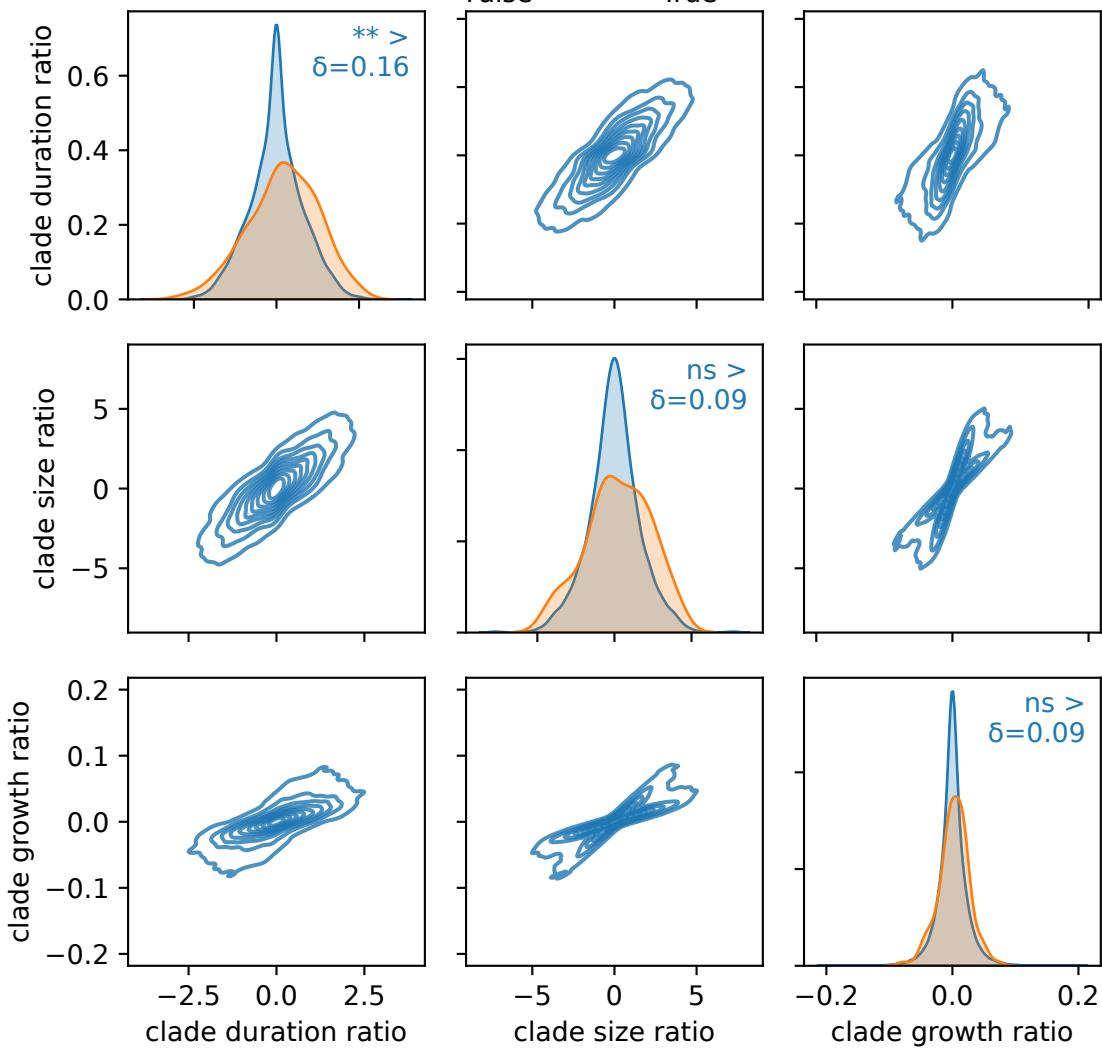 clade duration ratio
0.6
0.4
0.2
0.0
** >
δ=0.16
clade size ratio
5
0
−5
ns >
δ=0.09
clade growth ratio
0.2
0.1
0.0
−0.1
−0.2
ns >
δ=0.09
−2.5 0.0 2.5
−5 0 5
−0.2 0.0 0.2
clade duration ratio
clade size ratio
clade growth ratio